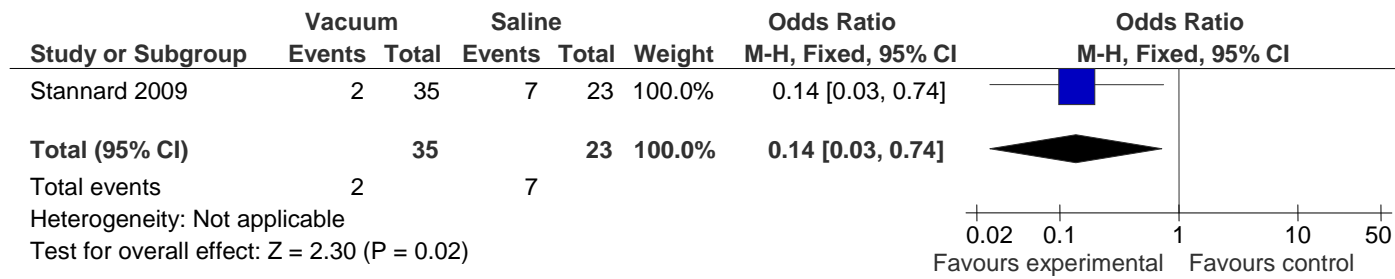 Vacuum Saline Odds Ratio Odds Ratio
Study or Subgroup Events Total Events Total Weight M-H, Fixed, 95% CI M-H, Fixed, 95% CI
Stannard 2009 2 35 7 23 100.0% 0.14 [0.03, 0.74]
Total (95% CI) 35 23 100.0% 0.14 [0.03, 0.74]
Total events 2 7
Heterogeneity: Not applicable
Test for overall effect: Z = 2.30 (P = 0.02)
0.02 0.1 1 10 50
Favours experimental Favours control